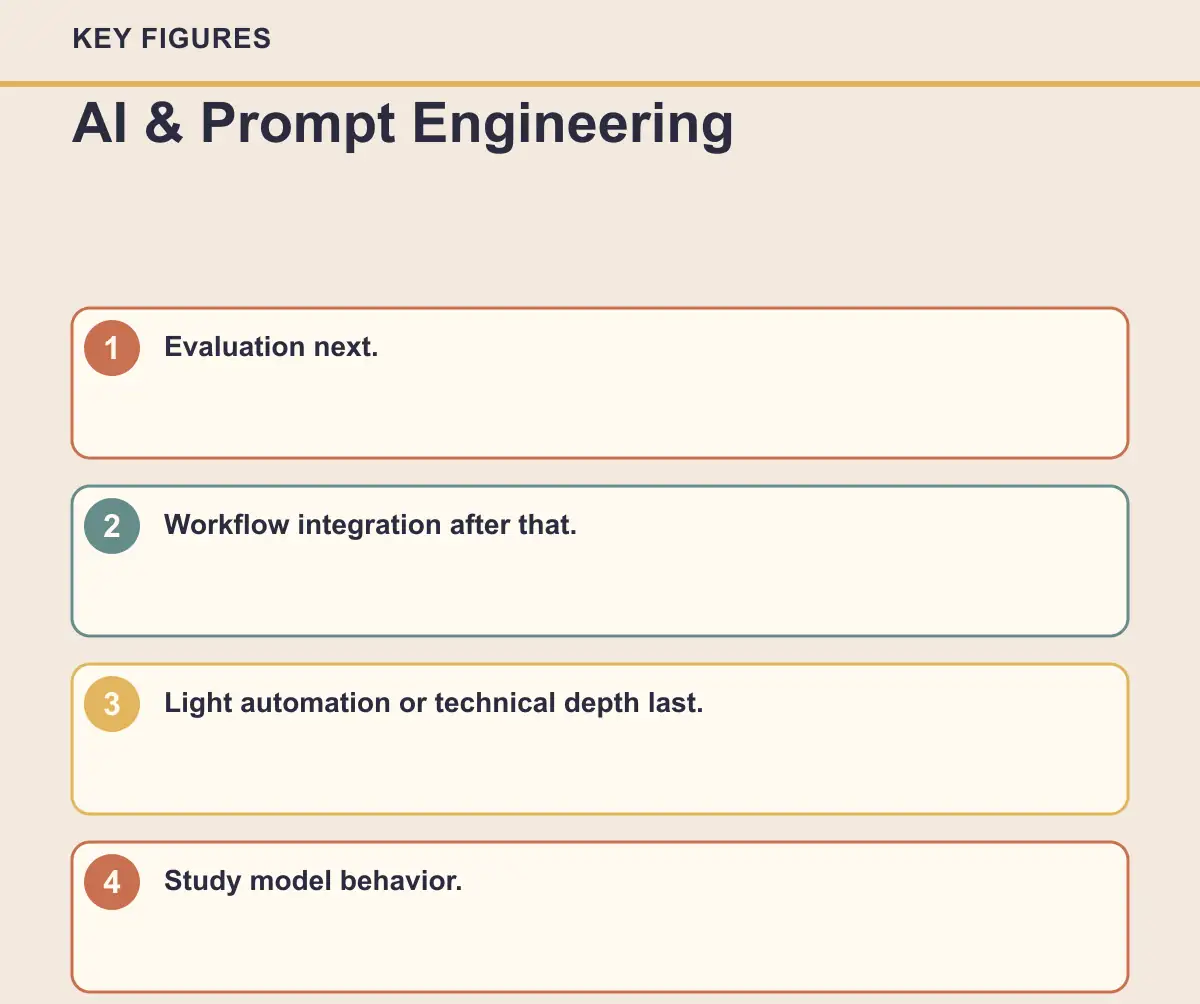 KEY FIGURES
AI & Prompt Engineering
1 Evaluation next.
2 Workflow integration after that.
3 Light automation or technical depth last.
4 Study model behavior.